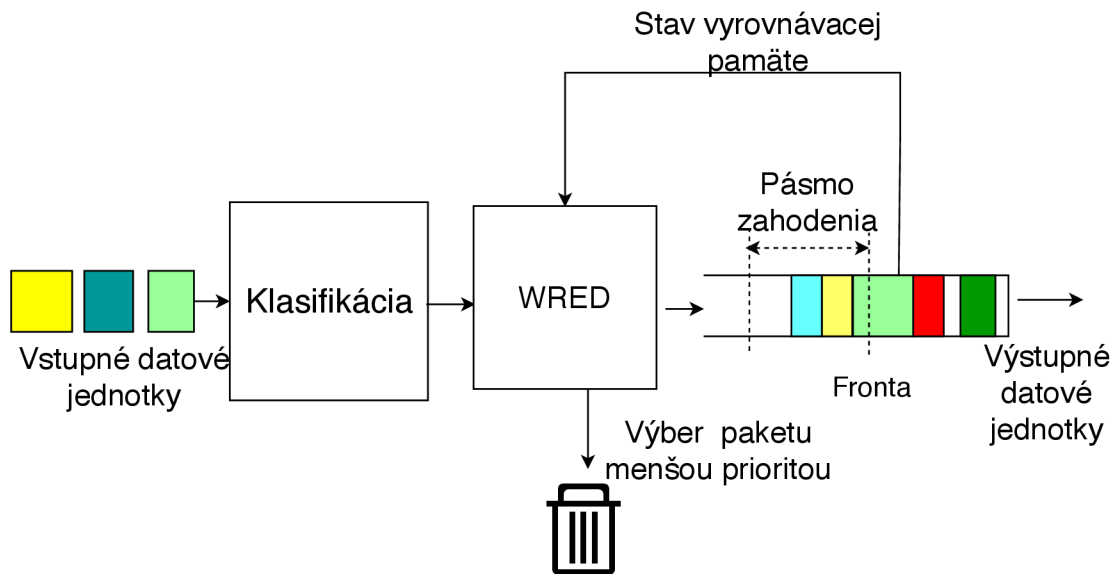 Stav vyrovnávacej
pamäte
Pásmo
zahodenia
Klasifikácia
WRED
Vstupné datové
jednotky
Fronta
Výstupné
datové
jednotky
Výber paketu
menšou prioritou